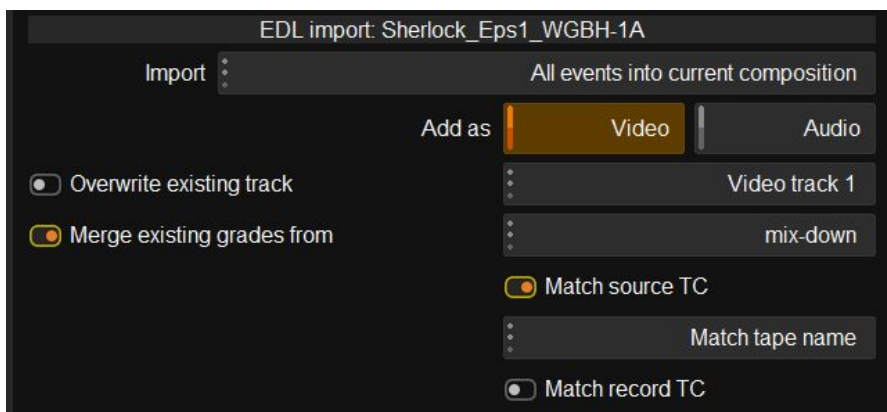 EDL import: Sherlock_Eps1_WGBH-1A
Import All events into current composition
Add as Video Audio
Overwrite existing track Video track 1
Merge existing grades from mix-down
Match source TC
Match tape name
Match record TC